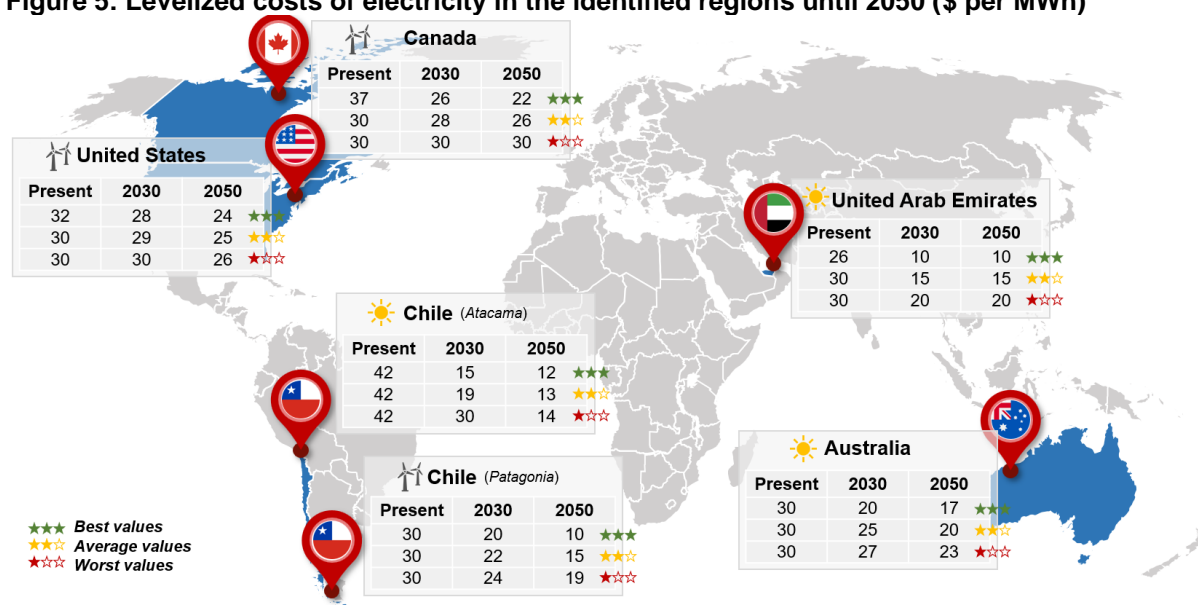 Figure 5: Levelized costs of electricity in the identified regions until 2050 ($ per MWh)
Canada
Present 2030 2050
37 26 22
30 28 26
30 30 30
United States
Present 2030 2050
32 28 24
30 29 25
30 30 26
United Arab Emirates
Present 2030 2050
26 10 10
30 15 15
30 20 20
Chile (Atacama)
Present 2030 2050
42 15 12
42 19 13
42 30 14
Australia
Present 2030 2050
30 20 17
30 25 20
30 27 23
Chile (Patagonia)
Present 2030 2050
30 20 10
30 22 15
30 24 19
Best values
Average values
Worst values